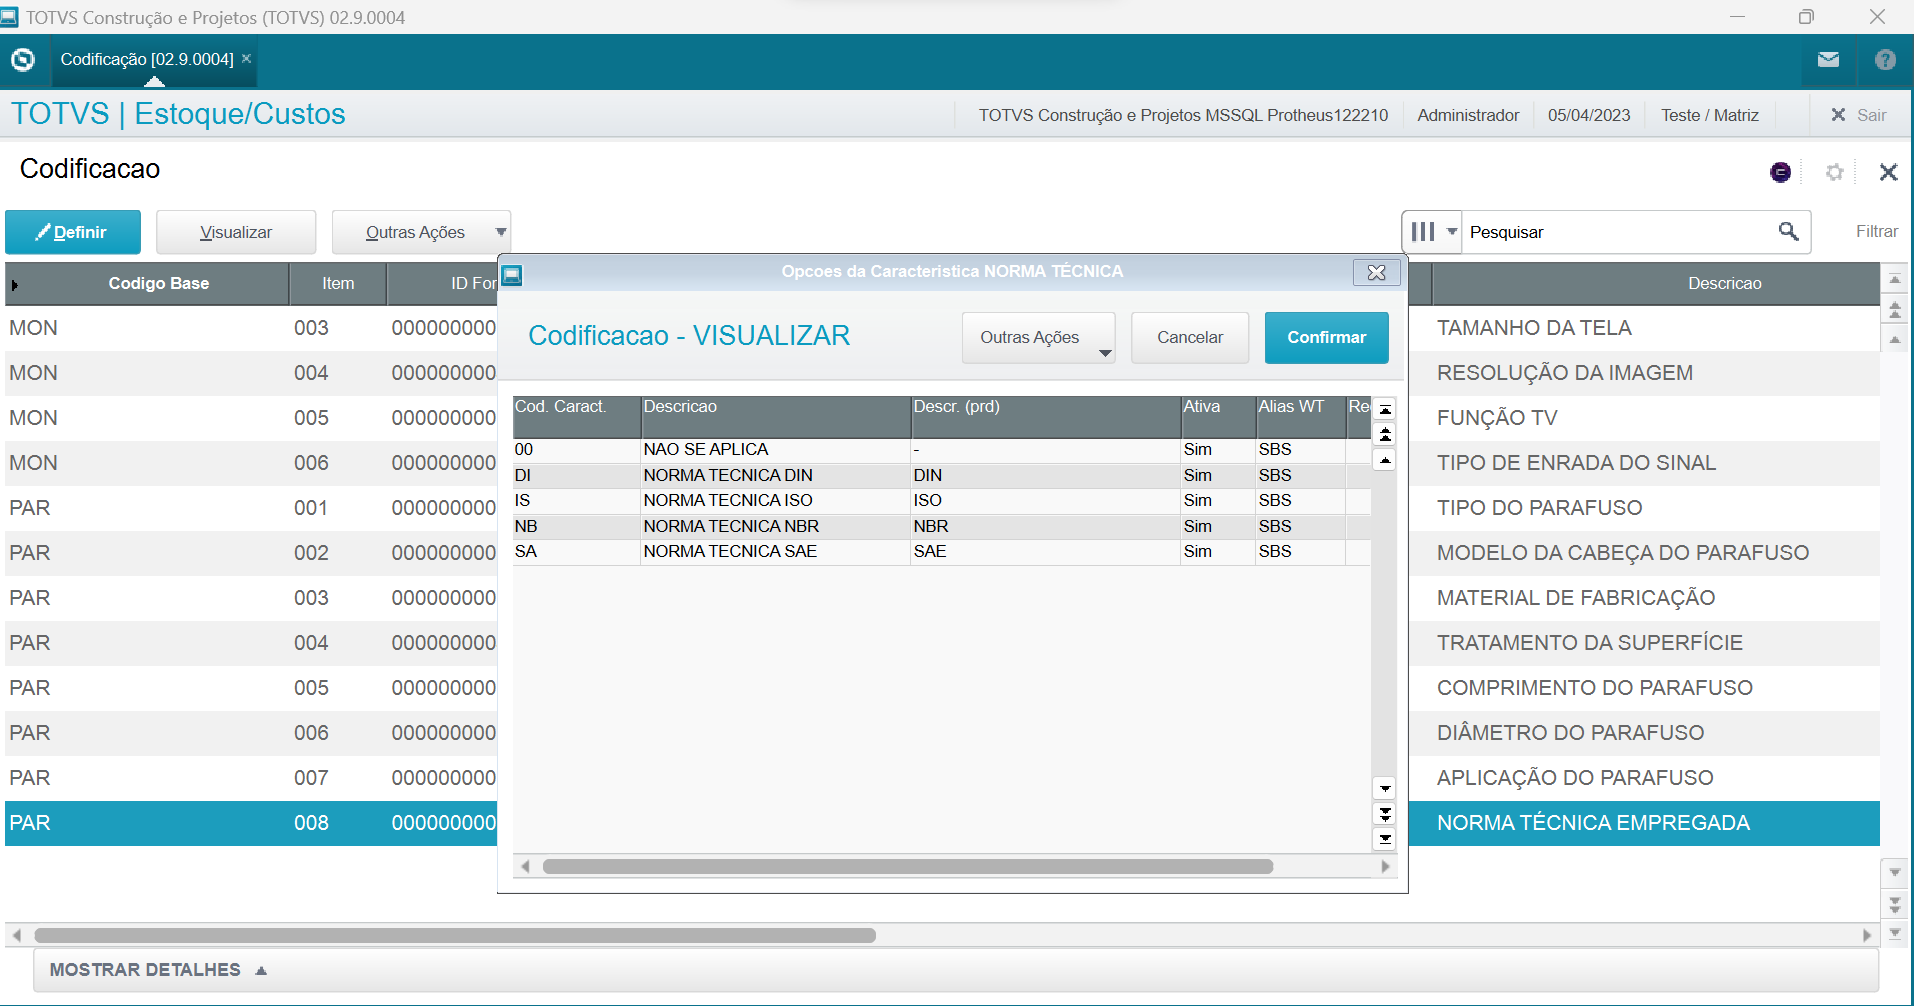 TOTVS Construção e Projetos (TOTVS) 02.9.0004
Codificação [02.9.0004]
TOTVS | Estoque/Custos
TOTVS Construção e Projetos MSSQL Protheus122210
Administrador
05/04/2023
Teste / Matriz
Sair
Codificacao
Definir
Visualizar
Outras Ações
Pesquisar
Filtrar
Codigo Base Item ID For Descricao
MON 003 000000000 TAMANHO DA TELA
MON 004 000000000 RESOLUÇÃO DA IMAGEM
MON 005 000000000 FUNÇÃO TV
MON 006 000000000 TIPO DE ENRADA DO SINAL
PAR 001 000000000 TIPO DO PARAFUSO
PAR 002 000000000 MODELO DA CABEÇA DO PARAFUSO
PAR 003 000000000 MATERIAL DE FABRICAÇÃO
PAR 004 000000000 TRATAMENTO DA SUPERFÍCIE
PAR 005 000000000 COMPRIMENTO DO PARAFUSO
PAR 006 000000000 DIÂMETRO DO PARAFUSO
PAR 007 000000000 APLICAÇÃO DO PARAFUSO
PAR 008 000000000 NORMA TÉCNICA EMPREGADA
Opcoes da Caracteristica NORMA TÉCNICA
Codificacao - VISUALIZAR
Outras Ações
Cancelar
Confirmar
Cod. Caract. Descricao Descr. (prd) Ativa Alias WT Re
00 NAO SE APLICA - Sim SBS
DI NORMA TECNICA DIN DIN Sim SBS
IS NORMA TECNICA ISO ISO Sim SBS
NB NORMA TECNICA NBR NBR Sim SBS
SA NORMA TECNICA SAE SAE Sim SBS
MOSTRAR DETALHES